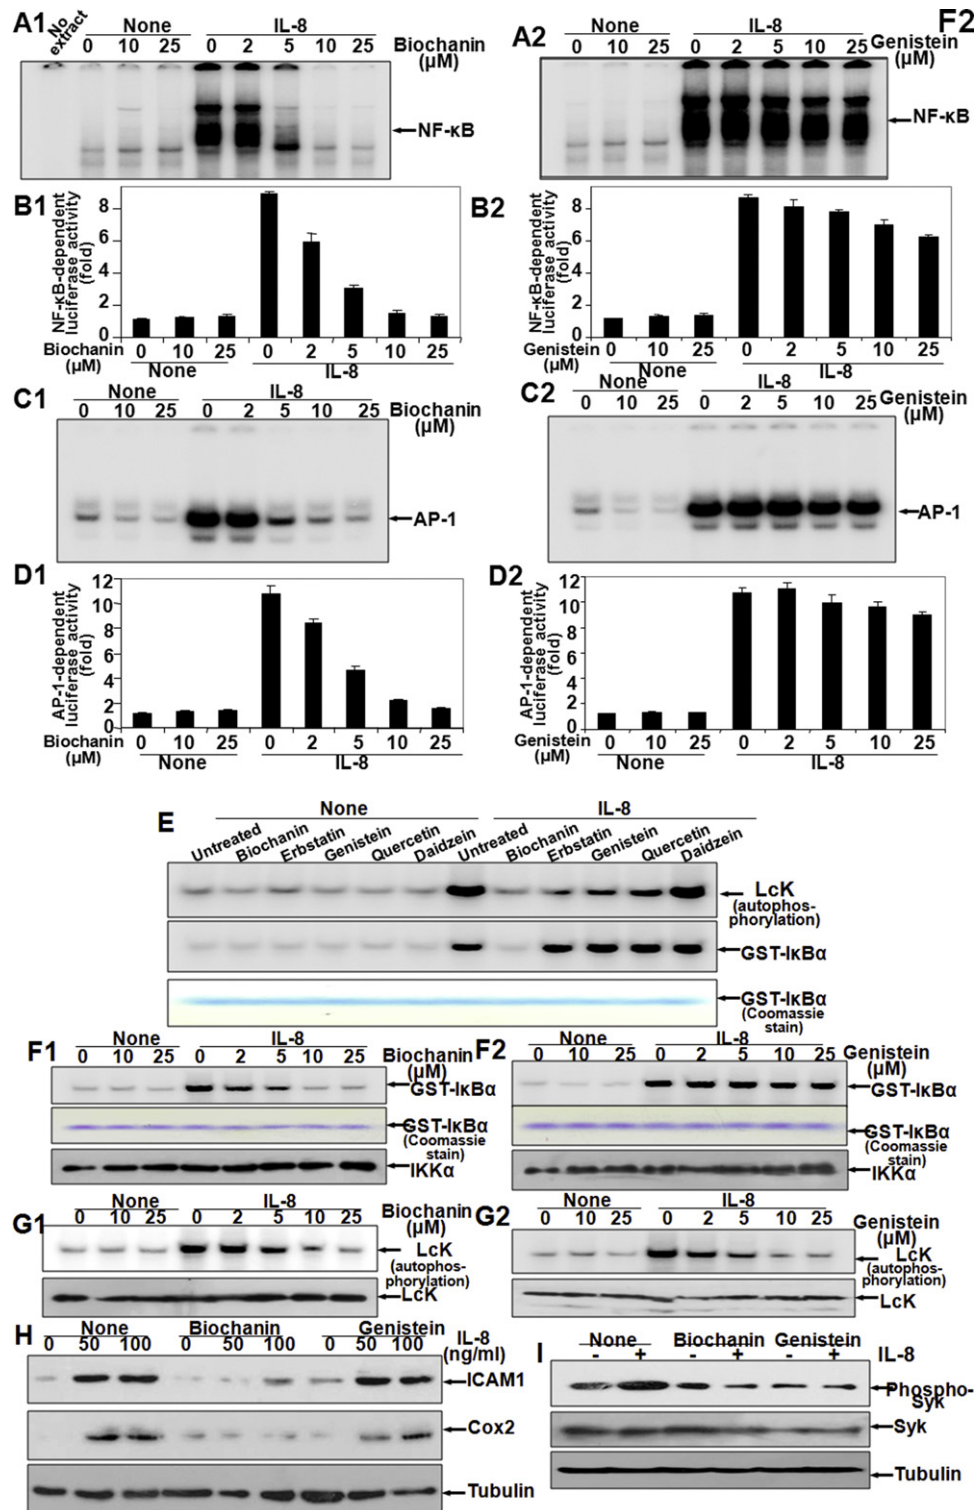 A1
No extract
None
IL-8
0 10 25 0 2 5 10 25
Biochanin (µM)
NF-κB
F2
A2
None
IL-8
0 10 25 0 2 5 10 25
Genistein (µM)
NF-κB
B1
NF-κB-dependent
luciferase activity
(fold)
8
6
4
2
0
Biochanin (µM)
0 10 25 0 2 5 10 25
None
IL-8
B2
NF-κB-dependent
luciferase activity
(fold)
8
6
4
2
0
Genistein (µM)
0 10 25 0 2 5 10 25
None
IL-8
C1
None
IL-8
0 10 25 0 2 5 10 25
Biochanin (µM)
AP-1
C2
None
IL-8
0 10 25 0 2 5 10 25
Genistein (µM)
AP-1
D1
AP-1-dependent
luciferase activity
(fold)
12
10
8
6
4
2
0
Biochanin (µM)
0 10 25 0 2 5 10 25
None
IL-8
D2
AP-1-dependent
luciferase activity
(fold)
12
10
8
6
4
2
0
Genistein (µM)
0 10 25 0 2 5 10 25
None
IL-8
E
None
IL-8
Untreated Biochanin Erbstatin Genistein Quercetin Daidzein Untreated Biochanin Erbstatin Genistein Quercetin Daidzein
LcK
(autophos-
phorylation)
GST-IκBα
GST-IκBα
(Coomassie
stain)
F1
None
IL-8
0 10 25 0 2 5 10 25
Biochanin
(µM)
GST-IκBα
GST-IκBα
(Coomassie
stain)
IKKα
F2
None
IL-8
0 10 25 0 2 5 10 25
Genistein
(µM)
GST-IκBα
GST-IκBα
(Coomassie
stain)
IKKα
G1
None
IL-8
0 10 25 0 2 5 10 25
Biochanin
(µM)
LcK
(autophos-
phorylation)
LcK
G2
None
IL-8
0 10 25 0 2 5 10 25
Genistein
(µM)
LcK
(autophos-
phorylation)
LcK
H
None Biochanin Genistein
0 50 100 0 50 100 0 50 100
IL-8
(ng/ml)
ICAM1
Cox2
Tubulin
I
None Biochanin Genistein
- + - + - +
IL-8
Phospho-
Syk
Syk
Tubulin